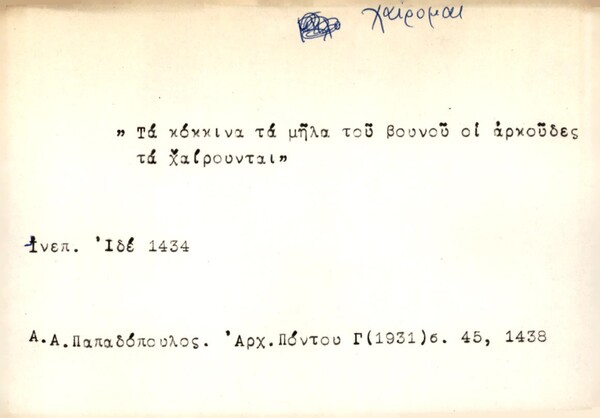 χαίρομαι
„ Τά κόκκινα τά μῆλα τοῦ βουνοῦ οἱ ἀρκοῦδες
τά χαίρουνται„
Ἰνεπ. Ἰδέ 1434
Α.Α.Παπαδόπουλος. Ἀρχ.Πόντου Γ(1931)σ. 45, 1438